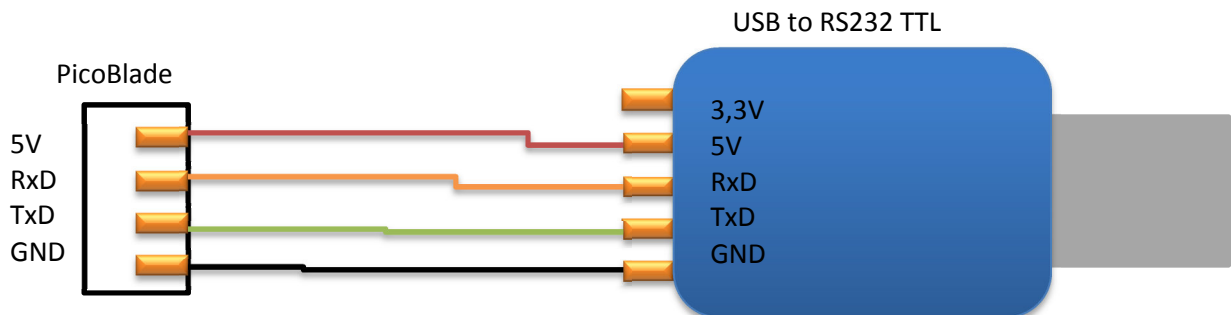 USB to RS232 TTL
PicoBlade
5V
RxD
TxD
GND
3,3V
5V
RxD
TxD
GND